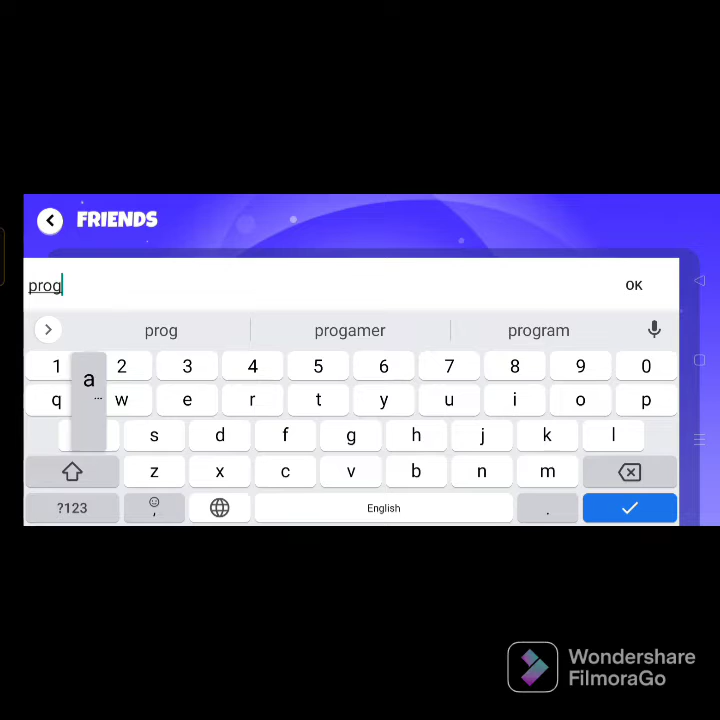 FRIENDS
prog
OK
prog progamer program
1 2 3 4 5 6 7 8 9 0
a
q w e r t y u i o p
s d f g h j k l
z x c v b n m
?123 , English .
Wondershare
FilmoraGo